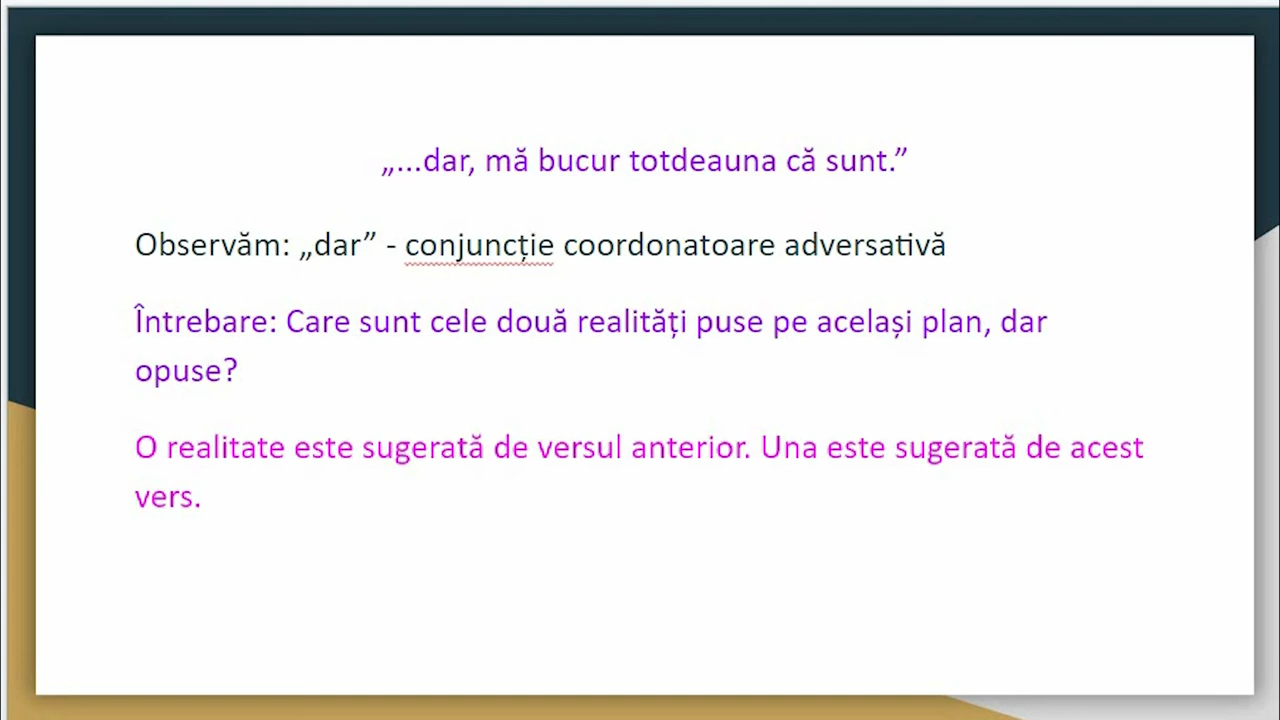 „...dar, mă bucur totdeauna că sunt.”
Observăm: „dar” - conjuncție coordonatoare adversativă
Întrebare: Care sunt cele două realități puse pe același plan, dar
opuse?
O realitate este sugerată de versul anterior. Una este sugerată de acest
vers.